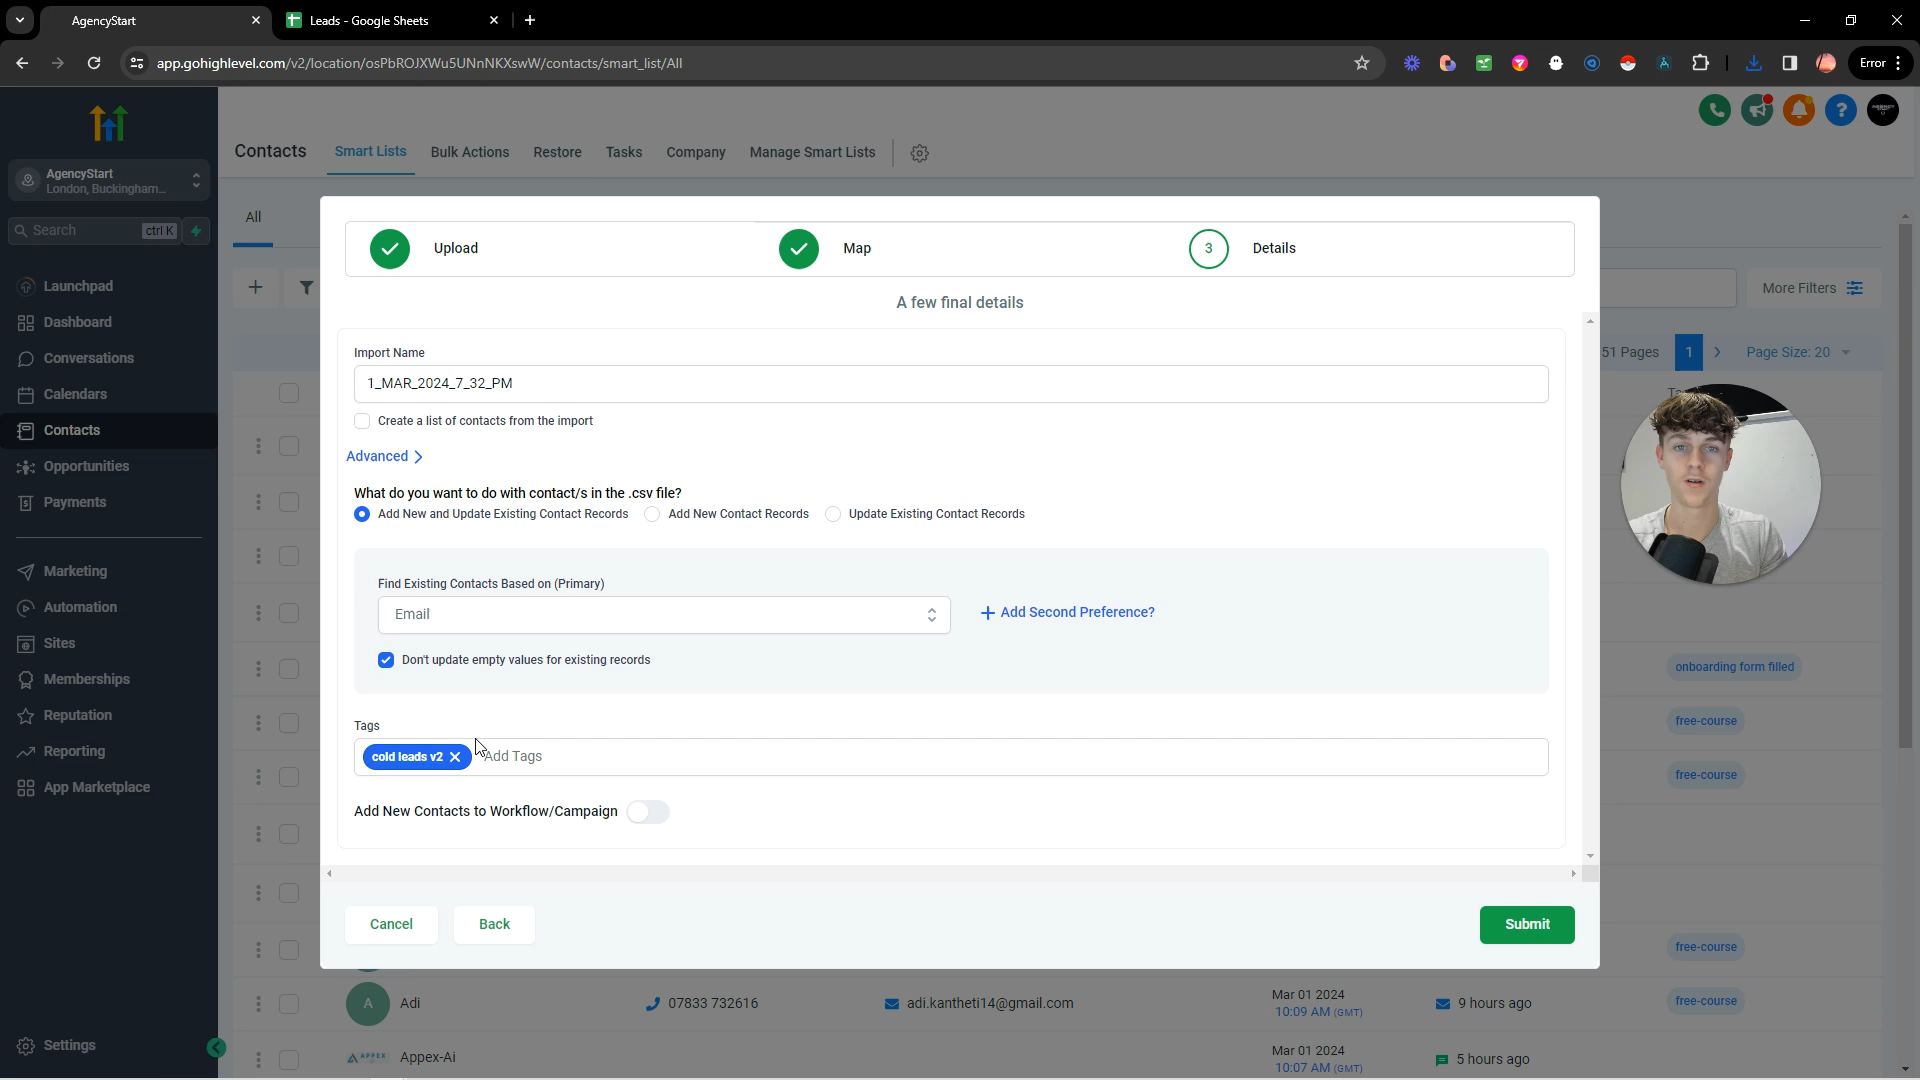 AgencyStart
Leads - Google Sheets
app.gohighlevel.com/v2/location/osPbROJXWu5UNnNKXswW/contacts/smart_list/All
Error
AgencyStart
London, Buckingham...
Search
ctrl K
Launchpad
Dashboard
Conversations
Calendars
Contacts
Opportunities
Payments
Marketing
Automation
Sites
Memberships
Reputation
Reporting
App Marketplace
Settings
Contacts
Smart Lists
Bulk Actions
Restore
Tasks
Company
Manage Smart Lists
All
More Filters
51 Pages
1
Page Size: 20
Upload
Map
3
Details
A few final details
Import Name
1_MAR_2024_7_32_PM
Create a list of contacts from the import
Advanced
What do you want to do with contact/s in the .csv file?
Add New and Update Existing Contact Records
Add New Contact Records
Update Existing Contact Records
Find Existing Contacts Based on (Primary)
Email
Add Second Preference?
Don't update empty values for existing records
Tags
cold leads v2
Add Tags
Add New Contacts to Workflow/Campaign
Cancel
Back
Submit
onboarding form filled
free-course
free-course
free-course
A
Adi
07833 732616
adi.kantheti14@gmail.com
Mar 01 2024
10:09 AM (GMT)
9 hours ago
free-course
APPEX
Appex-Ai
Mar 01 2024
10:07 AM (GMT)
5 hours ago